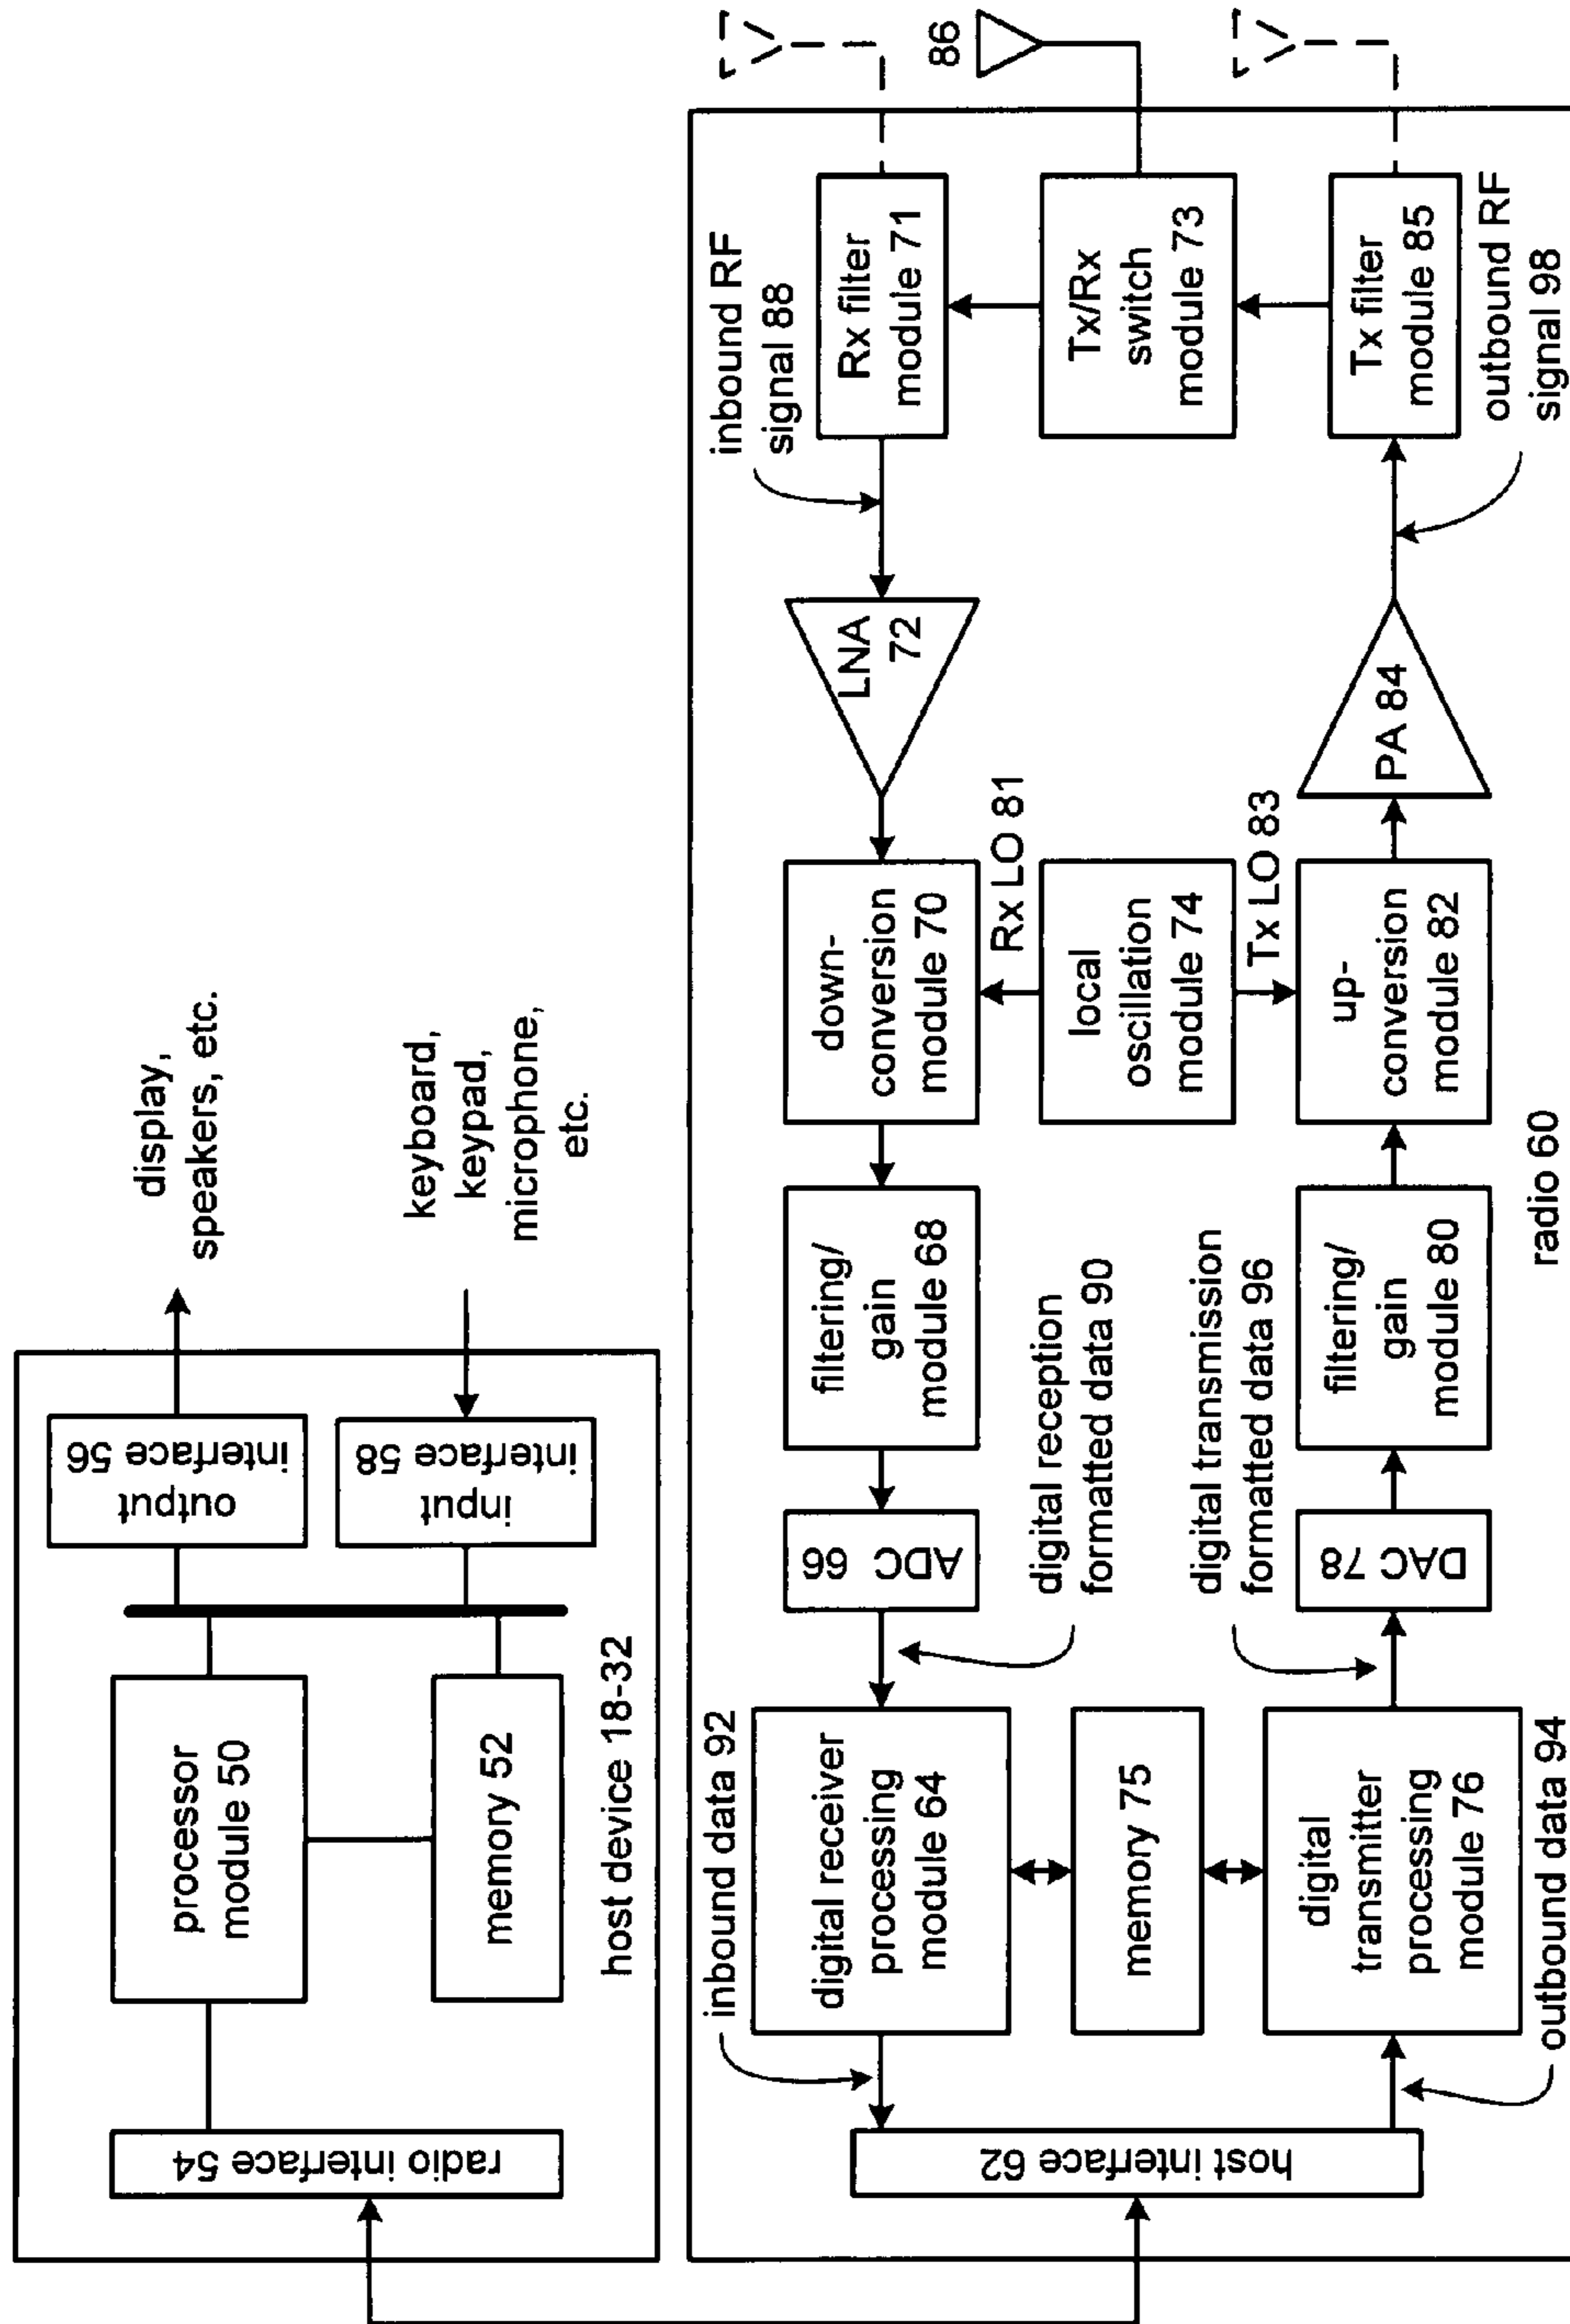 radio interface 54
processor
module 50
memory 52
output
interface 56
input
interface 58
display,
speakers, etc.
keyboard,
keypad,
microphone,
etc.
host device 18-32
host interface 62
inbound data 92
digital receiver
processing
module 64
memory 75
digital
transmitter
processing
module 76
outbound data 94
ADC 66
digital reception
formatted data 90
digital transmission
formatted data 96
DAC 78
filtering/
gain
module 68
filtering/
gain
module 80
down-
conversion
module 70
Rx LO 81
local
oscillation
module 74
Tx LO 83
up-
conversion
module 82
radio 60
LNA
72
PA 84
inbound RF
signal 88
Rx filter
module 71
Tx/Rx
switch
module 73
Tx filter
module 85
outbound RF
signal 98
86